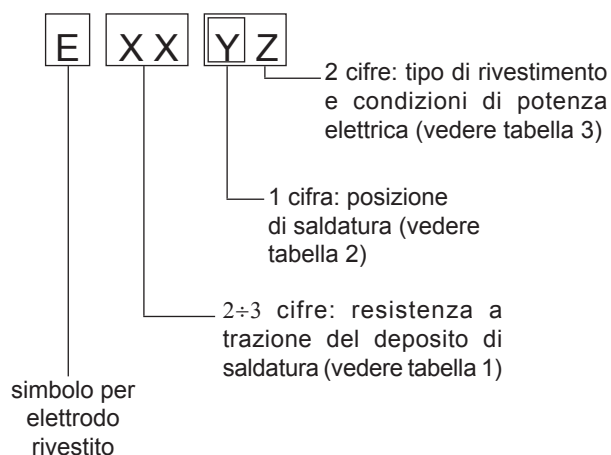 E XX Y Z
2 cifre: tipo di rivestimento
e condizioni di potenza
elettrica (vedere tabella 3)
1 cifra: posizione
di saldatura (vedere
tabella 2)
2÷3 cifre: resistenza a
trazione del deposito di
saldatura (vedere tabella 1)
simbolo per
elettrodo
rivestito